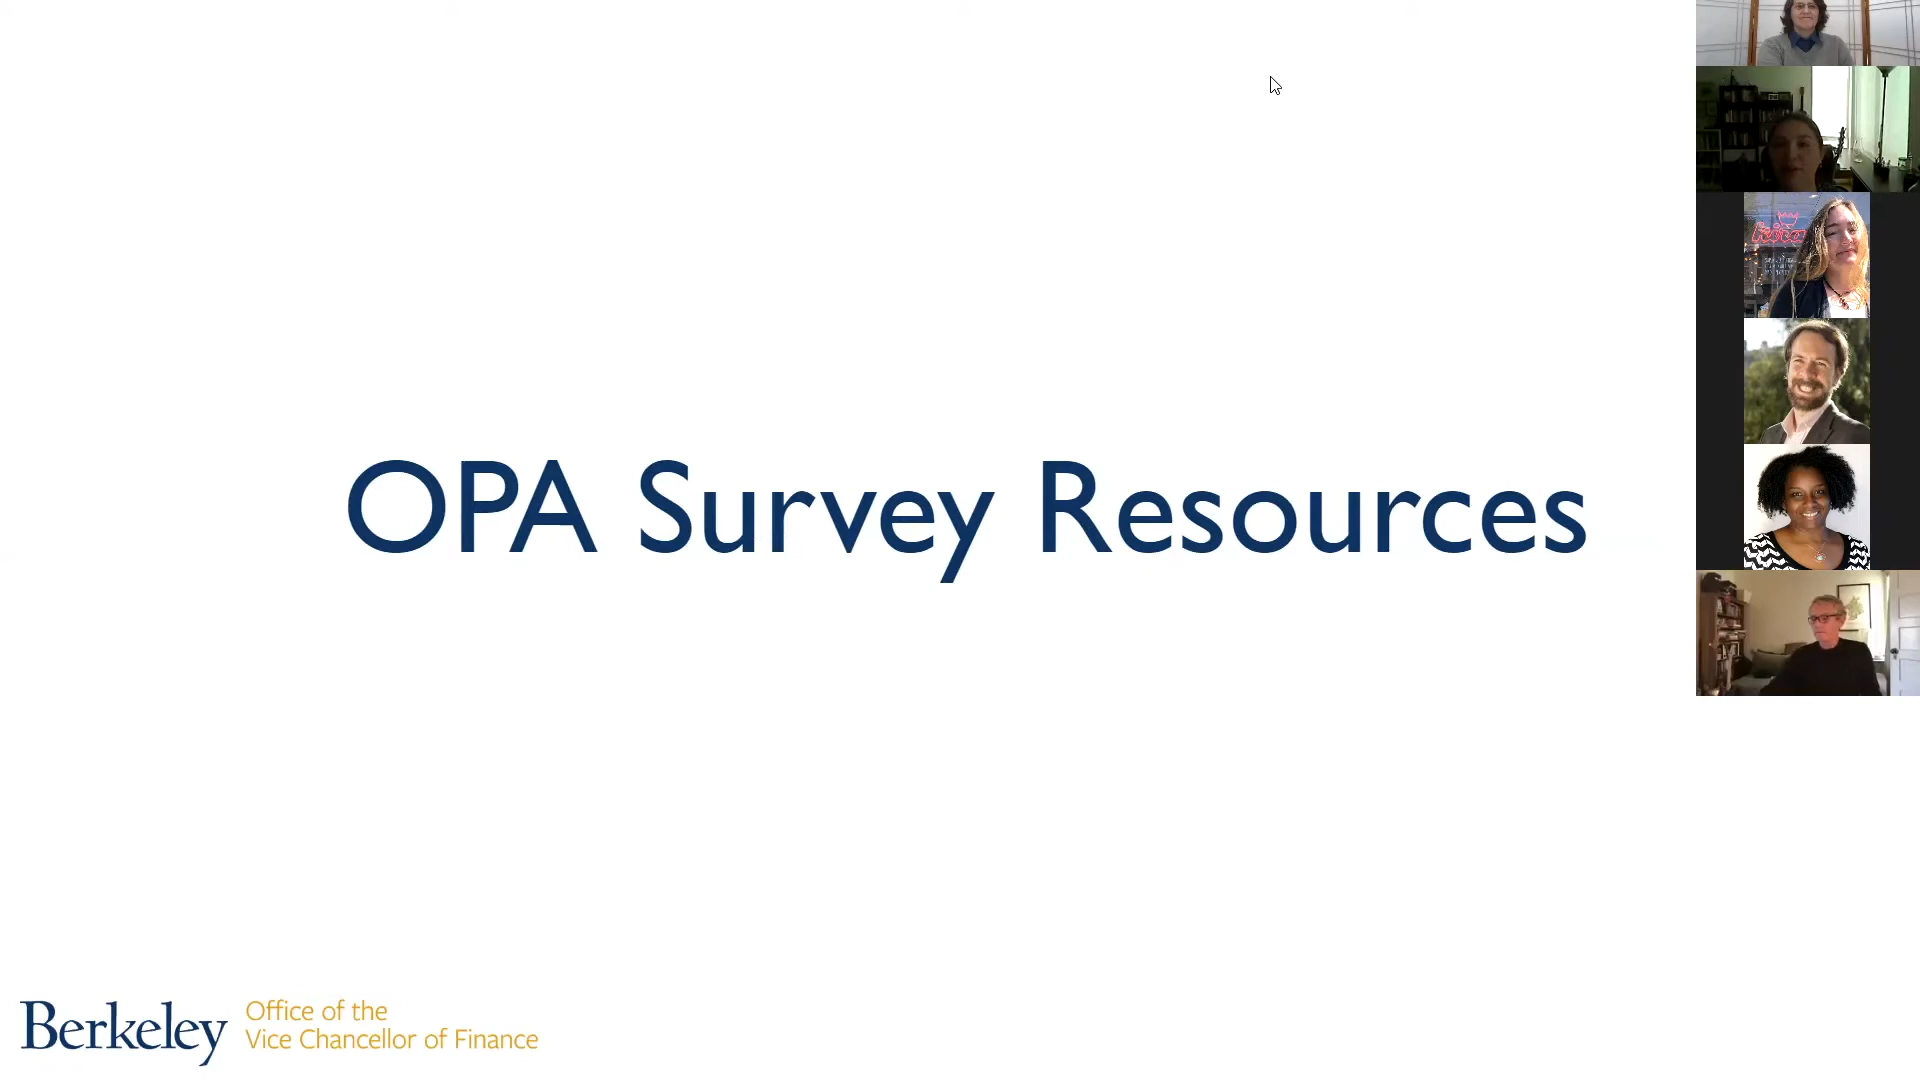 OPA Survey Resources
Berkeley
Office of the
Vice Chancellor of Finance